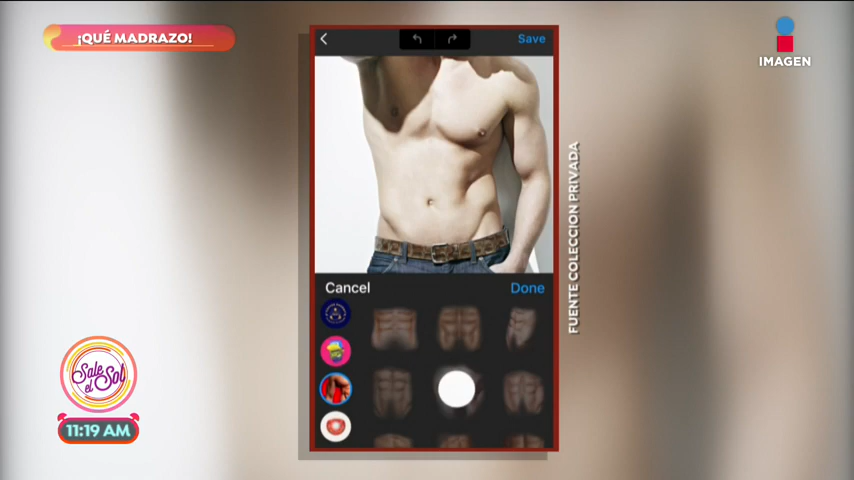 ¡QUÉ MADRAZO!
Save
IMAGEN
FUENTE COLECCION PRIVADA
Cancel
Done
Sale
el Sol
11:19 AM